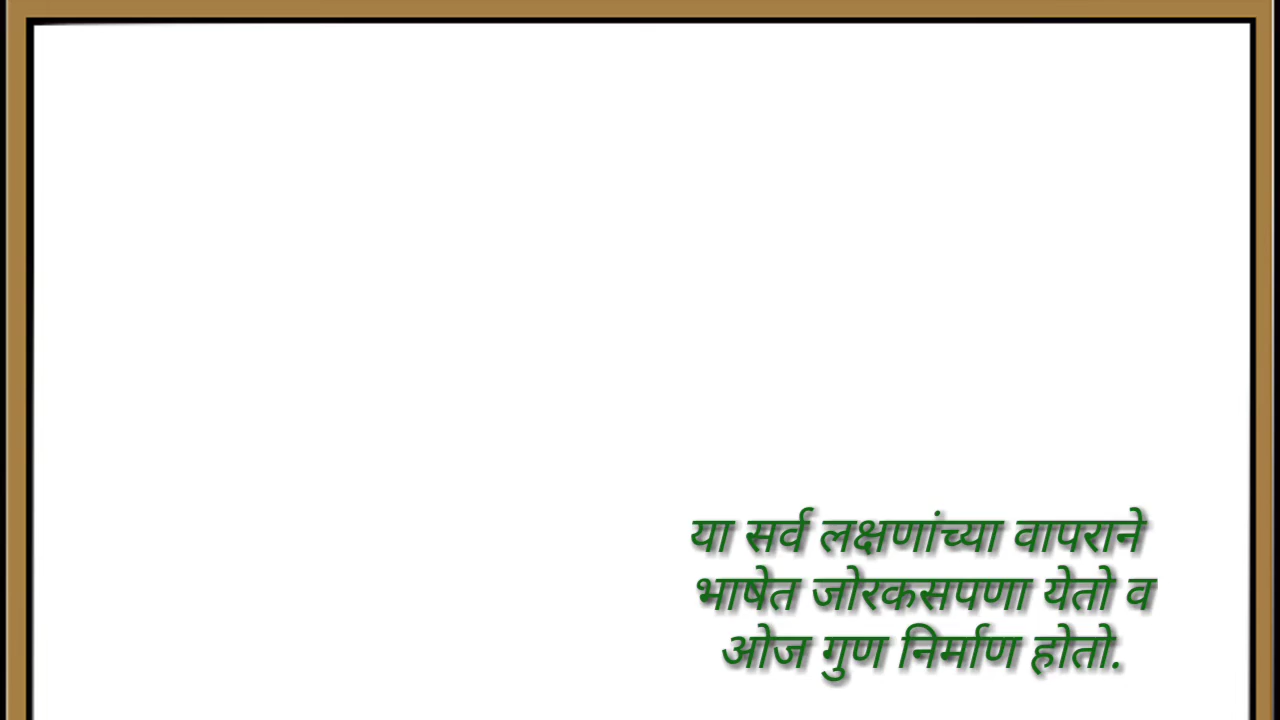 या सर्व लक्षणांच्या वापराने
भाषेत जोरकसपणा येतो व
ओज गुण निर्माण होतो.